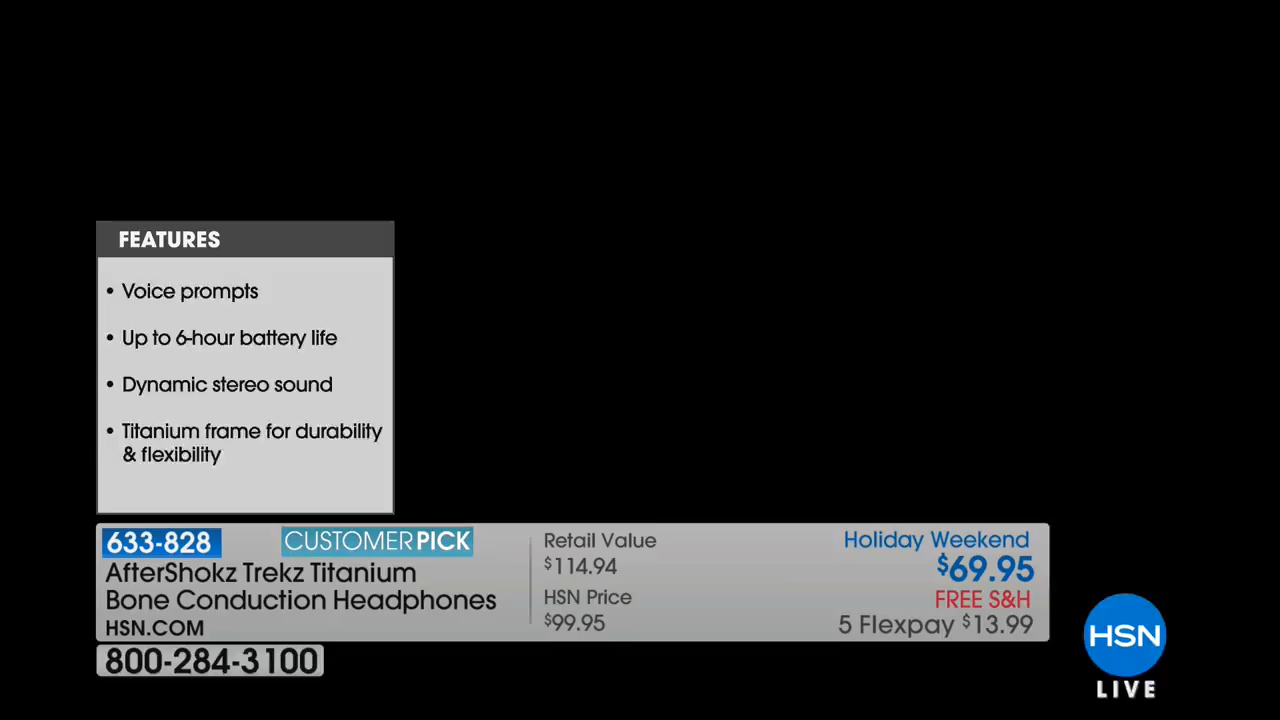 FEATURES
• Voice prompts
• Up to 6-hour battery life
• Dynamic stereo sound
• Titanium frame for durability
& flexibility
633-828
CUSTOMER PICK
AfterShokz Trekz Titanium
Bone Conduction Headphones
HSN.COM
800-284-3100
Retail Value
$114.94
HSN Price
$99.95
Holiday Weekend
$69.95
FREE S&H
5 Flexpay $13.99
HSN
LIVE